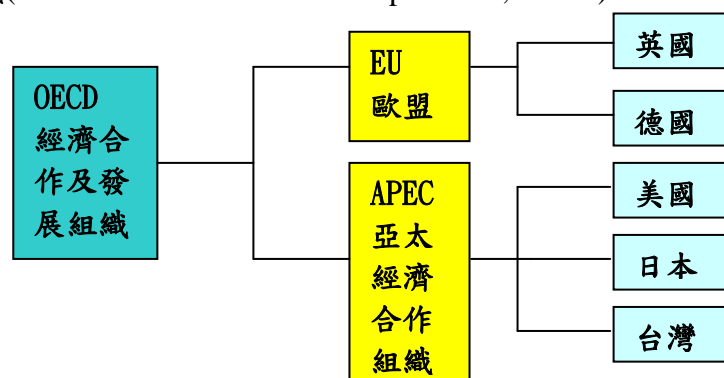 OECD
經濟合
作及發
展組織
EU
歐盟
APEC
亞太
經濟
合作
組織
英國
德國
美國
日本
台灣